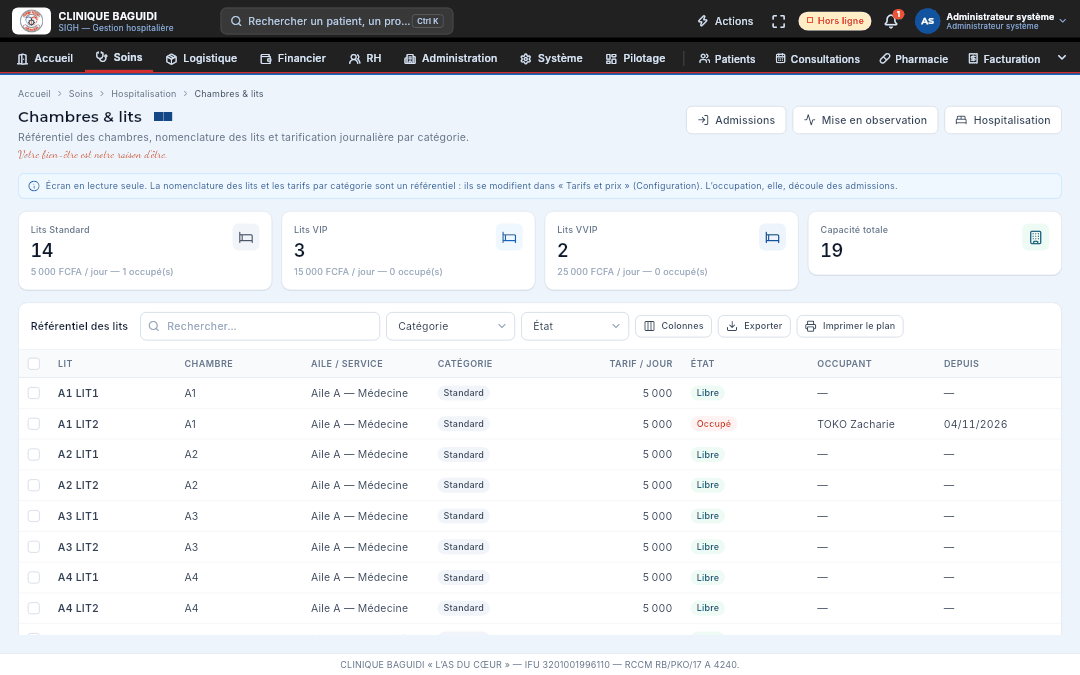 CLINIQUE BAGUIDI
SIGH — Gestion hospitalière
Rechercher un patient, un pro... Ctrl K
Actions
Hors ligne
1
AS
Administrateur système
Administrateur système
Accueil Soins Logistique Financier RH Administration Système Pilotage Patients Consultations Pharmacie Facturation
Accueil > Soins > Hospitalisation > Chambres & lits
Chambres & lits
Référentiel des chambres, nomenclature des lits et tarification journalière par catégorie.
Votre bien-être est notre raison d'être.
Admissions Mise en observation Hospitalisation
Écran en lecture seule. La nomenclature des lits et les tarifs par catégorie sont un référentiel : ils se modifient dans « Tarifs et prix » (Configuration). L'occupation, elle, découle des admissions.
Lits Standard
14
5 000 FCFA / jour — 1 occupé(s)
Lits VIP
3
15 000 FCFA / jour — 0 occupé(s)
Lits VVIP
2
25 000 FCFA / jour — 0 occupé(s)
Capacité totale
19
Référentiel des lits Rechercher... Catégorie État Colonnes Exporter Imprimer le plan
LIT CHAMBRE AILE / SERVICE CATÉGORIE TARIF / JOUR ÉTAT OCCUPANT DEPUIS
A1 LIT1 A1 Aile A — Médecine Standard 5 000 Libre — —
A1 LIT2 A1 Aile A — Médecine Standard 5 000 Occupé TOKO Zacharie 04/11/2026
A2 LIT1 A2 Aile A — Médecine Standard 5 000 Libre — —
A2 LIT2 A2 Aile A — Médecine Standard 5 000 Libre — —
A3 LIT1 A3 Aile A — Médecine Standard 5 000 Libre — —
A3 LIT2 A3 Aile A — Médecine Standard 5 000 Libre — —
A4 LIT1 A4 Aile A — Médecine Standard 5 000 Libre — —
A4 LIT2 A4 Aile A — Médecine Standard 5 000 Libre — —
CLINIQUE BAGUIDI « L'AS DU CŒUR » — IFU 3201001996110 — RCCM RB/PKO/17 A 4240.